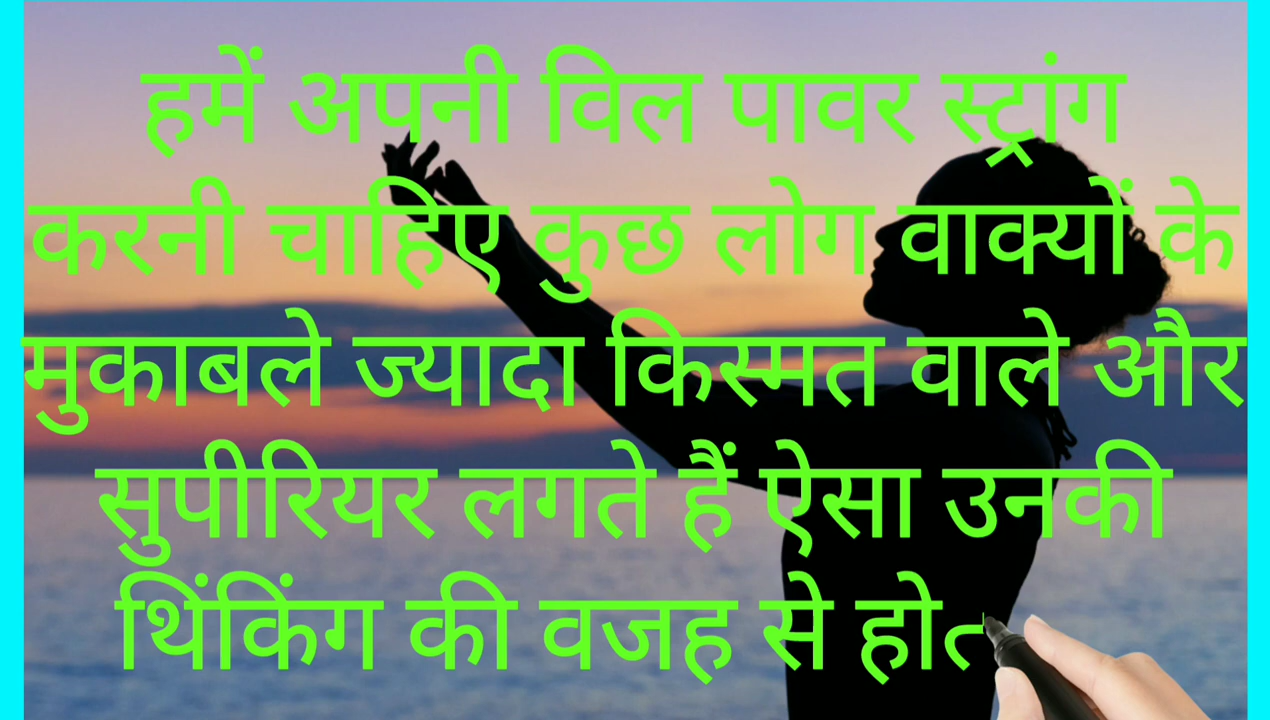 हमें अपनी विल पावर स्ट्रांग
करनी चाहिए कुछ लोग वाक्यों के
मुकाबले ज्यादा किस्मत वाले और
सुपीरियर लगते हैं ऐसा उनकी
थिंकिंग की वजह से हो